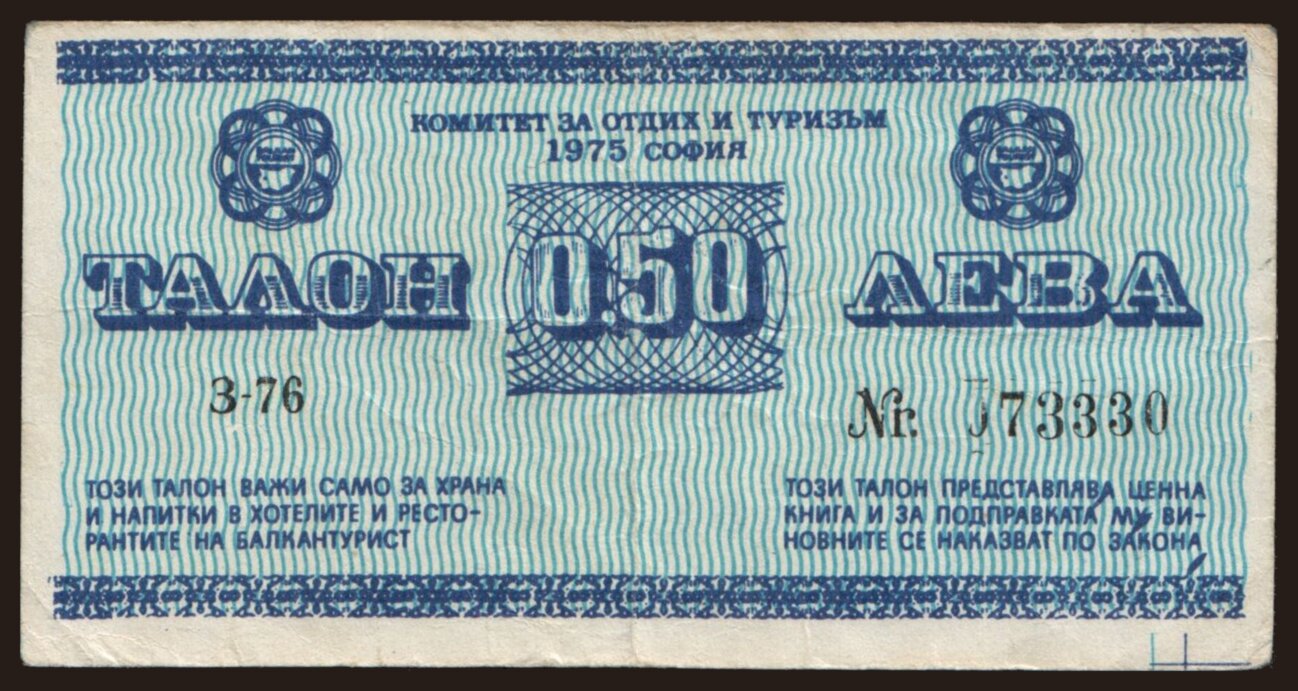 КОМИТЕТ ЗА ОТДИХ И ТУРИЗЪМ
1975 СОФИЯ
ТАЛОН 0.50 ЛЕВА
З-76
Nr. 073330
ТОЗИ ТАЛОН ВАЖИ САМО ЗА ХРАНА
И НАПИТКИ В ХОТЕЛИТЕ И РЕСТО-
РАНТИТЕ НА БАЛКАНТУРИСТ
ТОЗИ ТАЛОН ПРЕДСТАВЛЯВА ЦЕННА
КНИГА И ЗА ПОДПРАВКАТА МУ ВИ-
НОВНИТЕ СЕ НАКАЗВАТ ПО ЗАКОНА